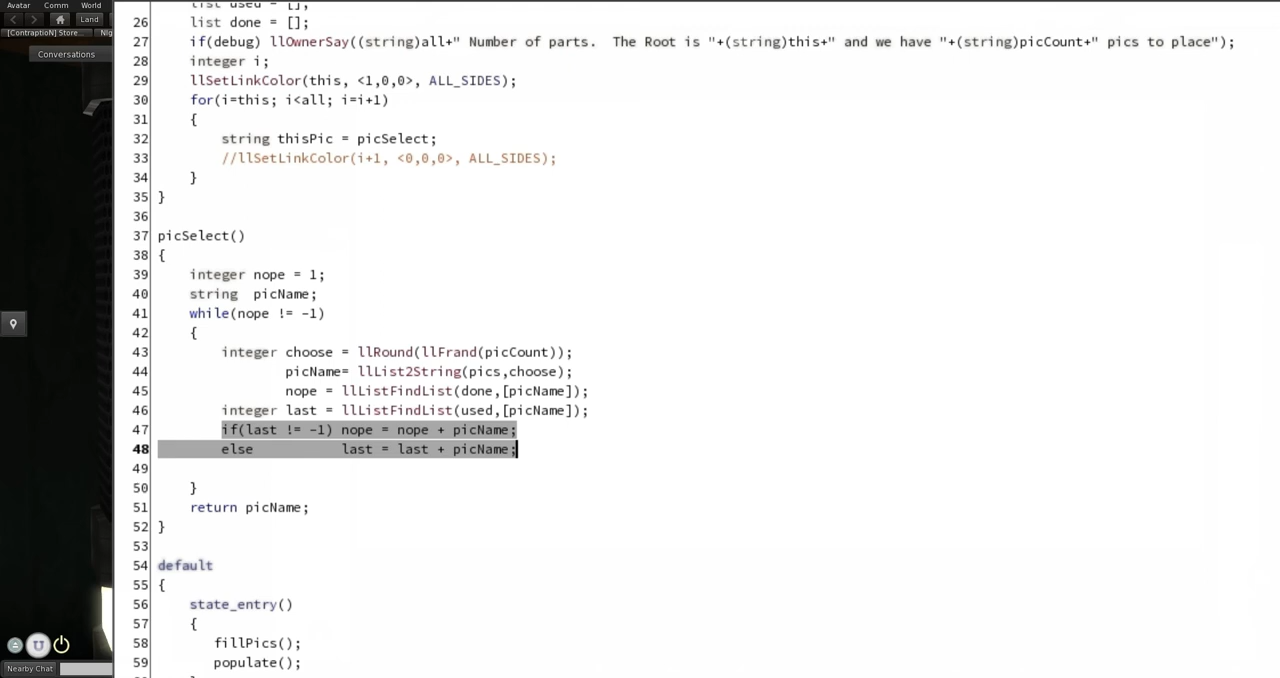 Avatar Comm World
Land
[ContraptioN] Store... Nig
Conversations
Nearby Chat
list used = [];
26 list done = [];
27 if(debug) llOwnerSay((string)all+" Number of parts.  The Root is "+(string)this+" and we have "+(string)picCount+" pics to place");
28 integer i;
29 llSetLinkColor(this, <1,0,0>, ALL_SIDES);
30 for(i=this; i<all; i=i+1)
31 {
32 string thisPic = picSelect;
33 //llSetLinkColor(i+1, <0,0,0>, ALL_SIDES);
34 }
35 }
36
37 picSelect()
38 {
39 integer nope = 1;
40 string  picName;
41 while(nope != -1)
42 {
43 integer choose = llRound(llFrand(picCount));
44 picName= llList2String(pics,choose);
45 nope = llListFindList(done,[picName]);
46 integer last = llListFindList(used,[picName]);
47 if(last != -1) nope = nope + picName;
48 else           last = last + picName;
49
50 }
51 return picName;
52 }
53
54 default
55 {
56 state_entry()
57 {
58 fillPics();
59 populate();